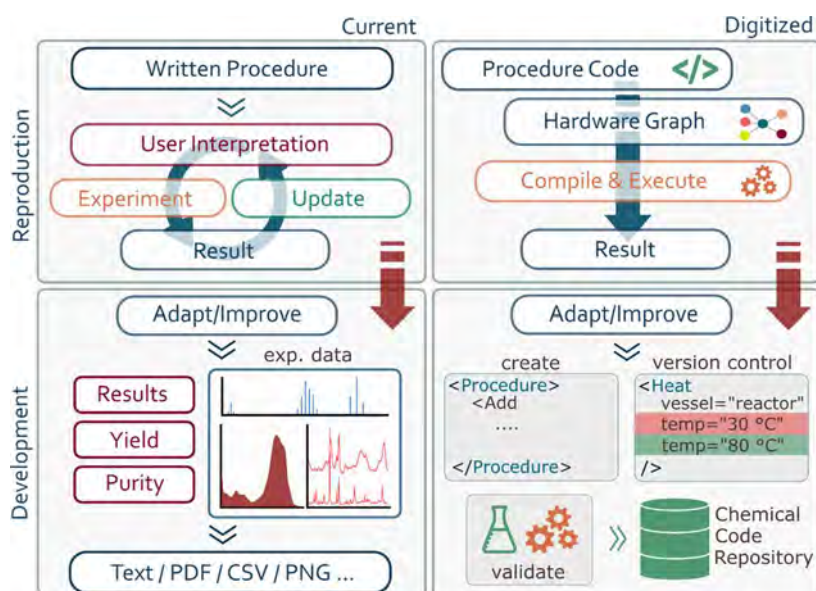 Current
Digitized
Reproduction
Written Procedure
User Interpretation
Experiment
Update
Result
Procedure Code
</>
Hardware Graph
Compile & Execute
Result
Development
Adapt/Improve
exp. data
Results
Yield
Purity
Text / PDF / CSV / PNG ...
Adapt/Improve
create
<Procedure>
<Add
....
</Procedure>
version control
<Heat
vessel="reactor"
temp="30 °C"
temp="80 °C"
/>
validate
Chemical
Code
Repository